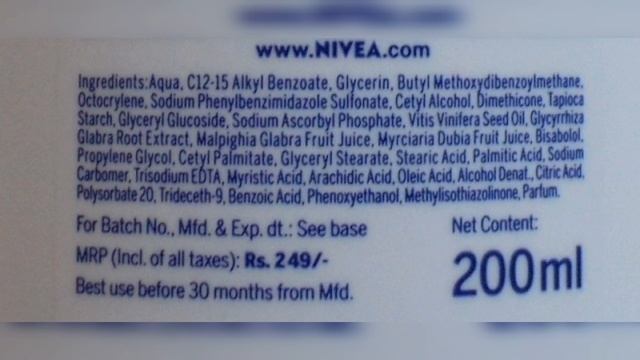 www.NIVEA.com
Ingredients:Aqua, C12-15 Alkyl Benzoate, Glycerin, Butyl Methoxydibenzoylmethane,
Octocrylene, Sodium Phenylbenzimidazole Sulfonate, Cetyl Alcohol, Dimethicone, Tapioca
Starch, Glyceryl Glucoside, Sodium Ascorbyl Phosphate, Vitis Vinifera Seed Oil, Glycyrrhiza
Glabra Root Extract, Malpighia Glabra Fruit Juice, Myrciaria Dubia Fruit Juice, Bisabolol,
Propylene Glycol, Cetyl Palmitate, Glyceryl Stearate, Stearic Acid, Palmitic Acid, Sodium
Carbomer, Trisodium EDTA, Myristic Acid, Arachidic Acid, Oleic Acid, Alcohol Denat., Citric Acid,
Polysorbate 20, Trideceth-9, Benzoic Acid, Phenoxyethanol, Methylisothiazolinone, Parfum.
For Batch No., Mfd. & Exp. dt.: See base
Net Content:
MRP (Incl. of all taxes): Rs. 249/-
200ml
Best use before 30 months from Mfd.